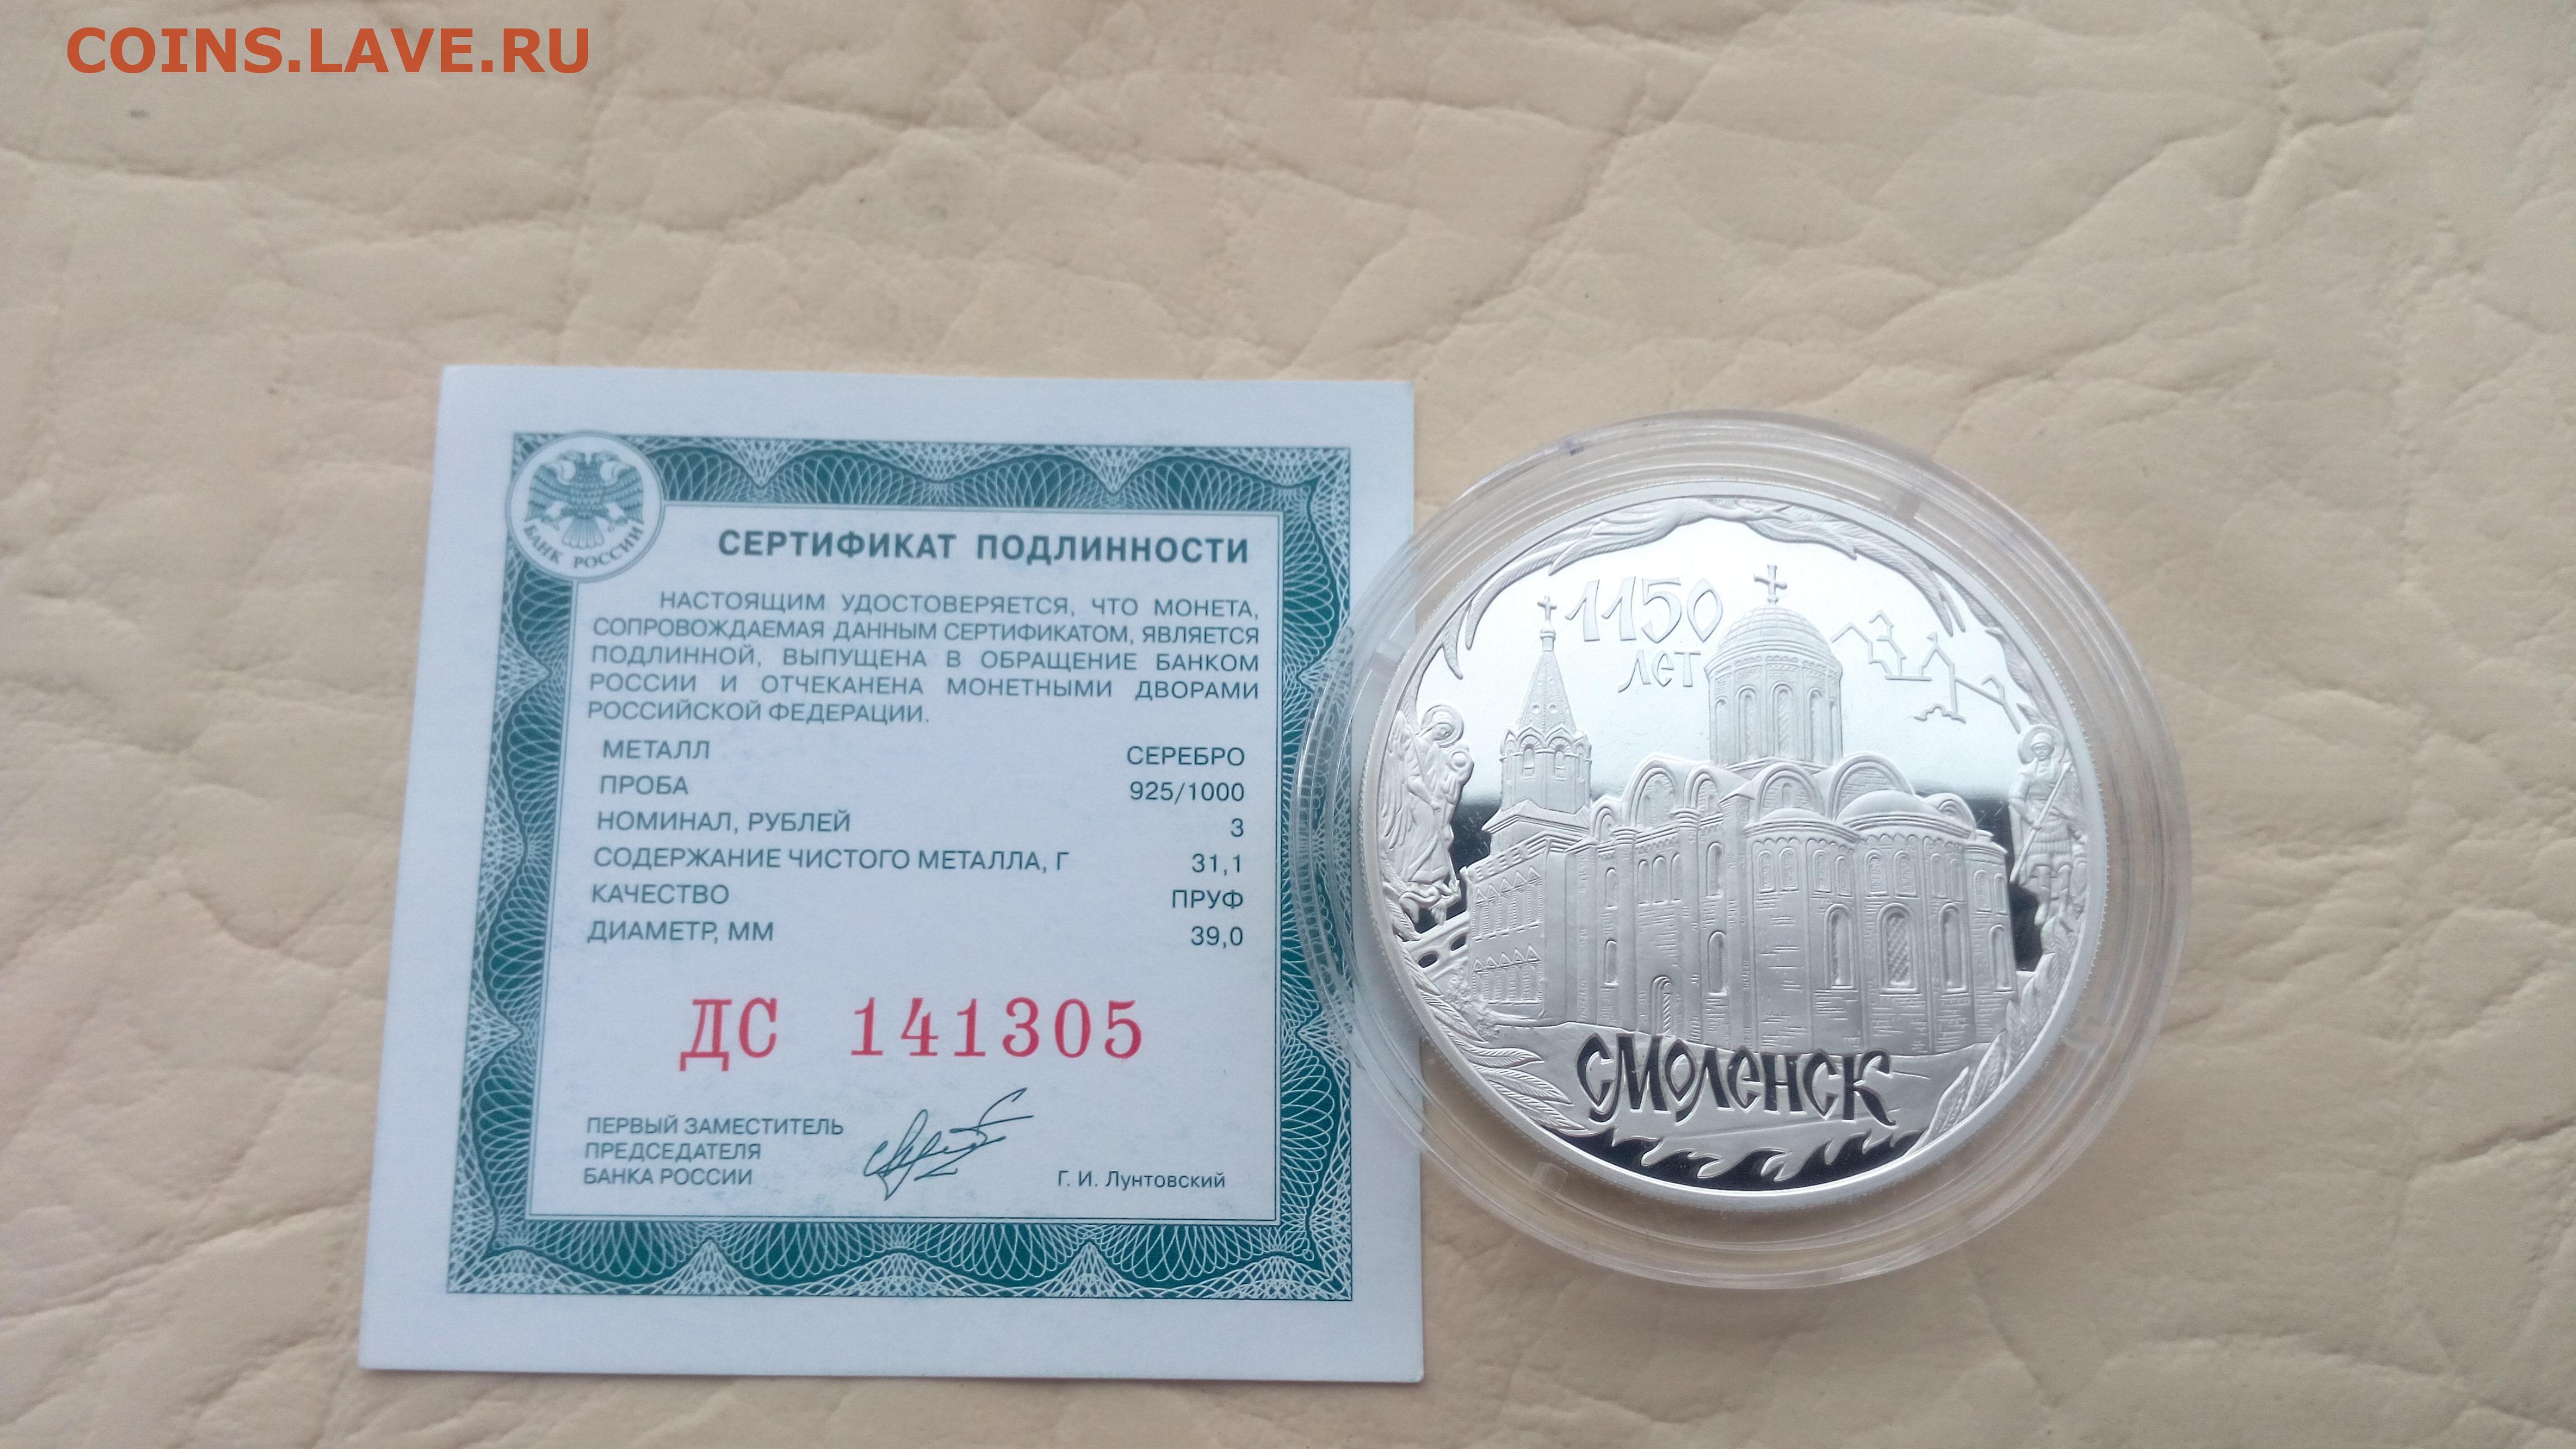 COINS.LAVE.RU
БАНК РОССИИ
СЕРТИФИКАТ ПОДЛИННОСТИ
НАСТОЯЩИМ УДОСТОВЕРЯЕТСЯ, ЧТО МОНЕТА,
СОПРОВОЖДАЕМАЯ ДАННЫМ СЕРТИФИКАТОМ, ЯВЛЯЕТСЯ
ПОДЛИННОЙ, ВЫПУЩЕНА В ОБРАЩЕНИЕ БАНКОМ
РОССИИ И ОТЧЕКАНЕНА МОНЕТНЫМИ ДВОРАМИ
РОССИЙСКОЙ ФЕДЕРАЦИИ.
МЕТАЛЛ СЕРЕБРО
ПРОБА 925/1000
НОМИНАЛ, РУБЛЕЙ 3
СОДЕРЖАНИЕ ЧИСТОГО МЕТАЛЛА, Г 31,1
КАЧЕСТВО ПРУФ
ДИАМЕТР, ММ 39,0
ДС 141305
ПЕРВЫЙ ЗАМЕСТИТЕЛЬ
ПРЕДСЕДАТЕЛЯ
БАНКА РОССИИ
Г. И. Лунтовский
1150
ЛЕТ
СМОЛЕНСК